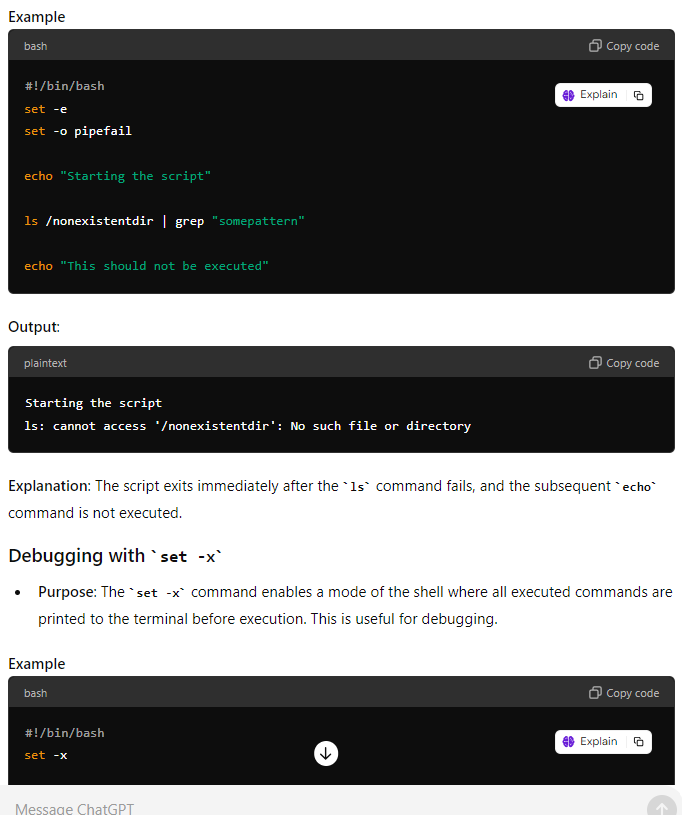 Example
bash Copy code
#!/bin/bash Explain
set -e
set -o pipefail
echo "Starting the script"
ls /nonexistentdir | grep "somepattern"
echo "This should not be executed"
Output:
plaintext Copy code
Starting the script
ls: cannot access '/nonexistentdir': No such file or directory
Explanation: The script exits immediately after the `ls` command fails, and the subsequent `echo`
command is not executed.
Debugging with `set -x`
• Purpose: The `set -x` command enables a mode of the shell where all executed commands are
printed to the terminal before execution. This is useful for debugging.
Example
bash Copy code
#!/bin/bash Explain
set -x
Message ChatGPT